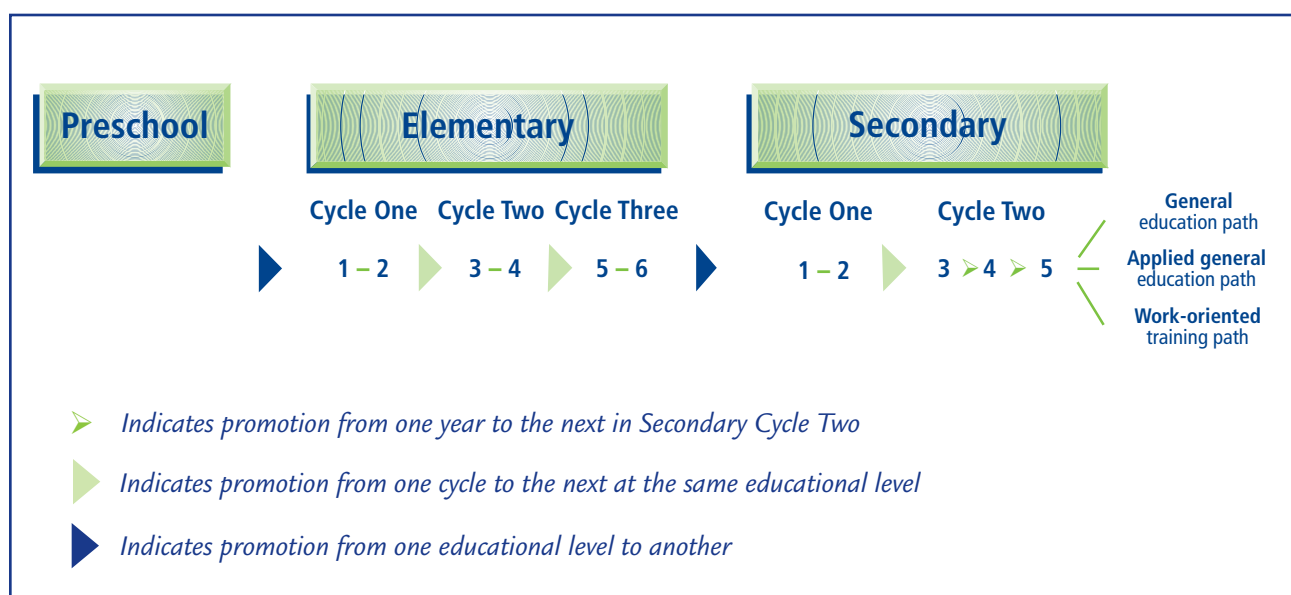 Preschool
Elementary
Secondary
Cycle One Cycle Two Cycle Three
1 – 2 3 – 4 5 – 6
Cycle One Cycle Two
1 – 2 3 4 5
General
education path
Applied general
education path
Work-oriented
training path
Indicates promotion from one year to the next in Secondary Cycle Two
Indicates promotion from one cycle to the next at the same educational level
Indicates promotion from one educational level to another